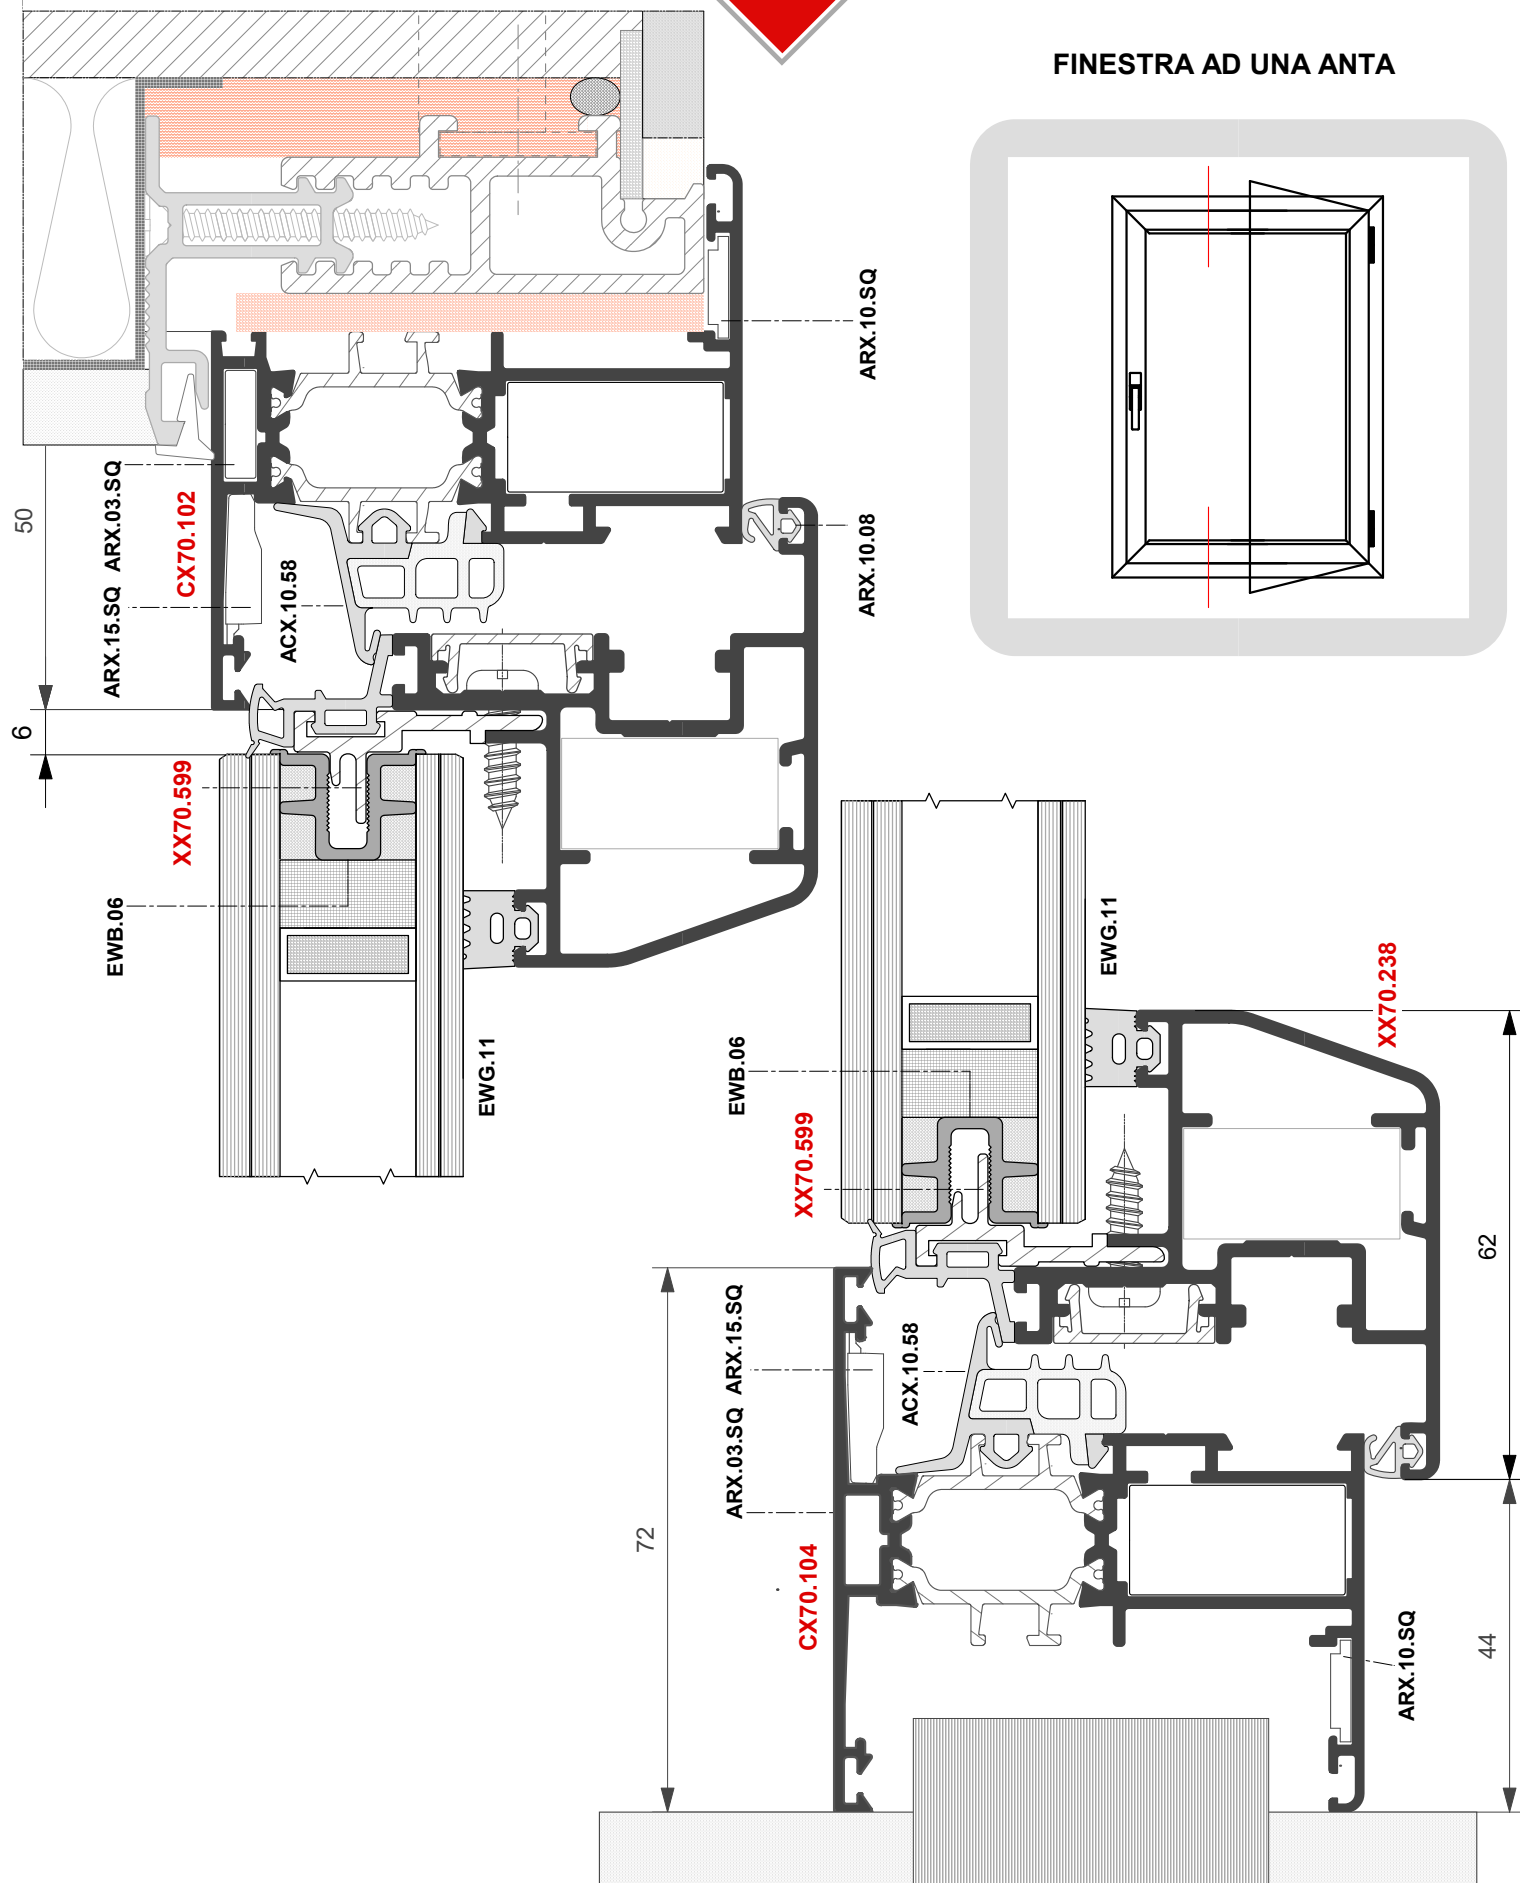 FINESTRA AD UNA ANTA
ARX.10.SQ
ARX.03.SQ
CX70.102
ARX.15.SQ
ACX.10.58
ARX.10.08
50
6
XX70.599
EWB.06
EWG.11
EWG.11
XX70.238
EWB.06
XX70.599
62
ARX.15.SQ
ACX.10.58
ARX.03.SQ
72
CX70.104
ARX.10.SQ
44